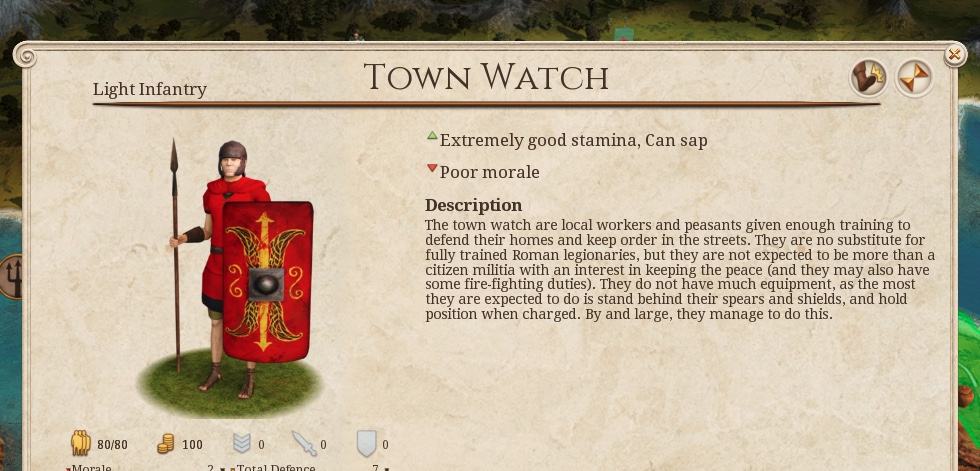 Town Watch
Light Infantry
Extremely good stamina, Can sap
Poor morale
Description
The town watch are local workers and peasants given enough training to
defend their homes and keep order in the streets. They are no substitute for
fully trained Roman legionaries, but they are not expected to be more than a
citizen militia with an interest in keeping the peace (and they may also have
some fire-fighting duties). They do not have much equipment, as the most
they are expected to do is stand behind their spears and shields, and hold
position when charged. By and large, they manage to do this.
80/80 100 0 0 0
Morale 2 Total Defence 7